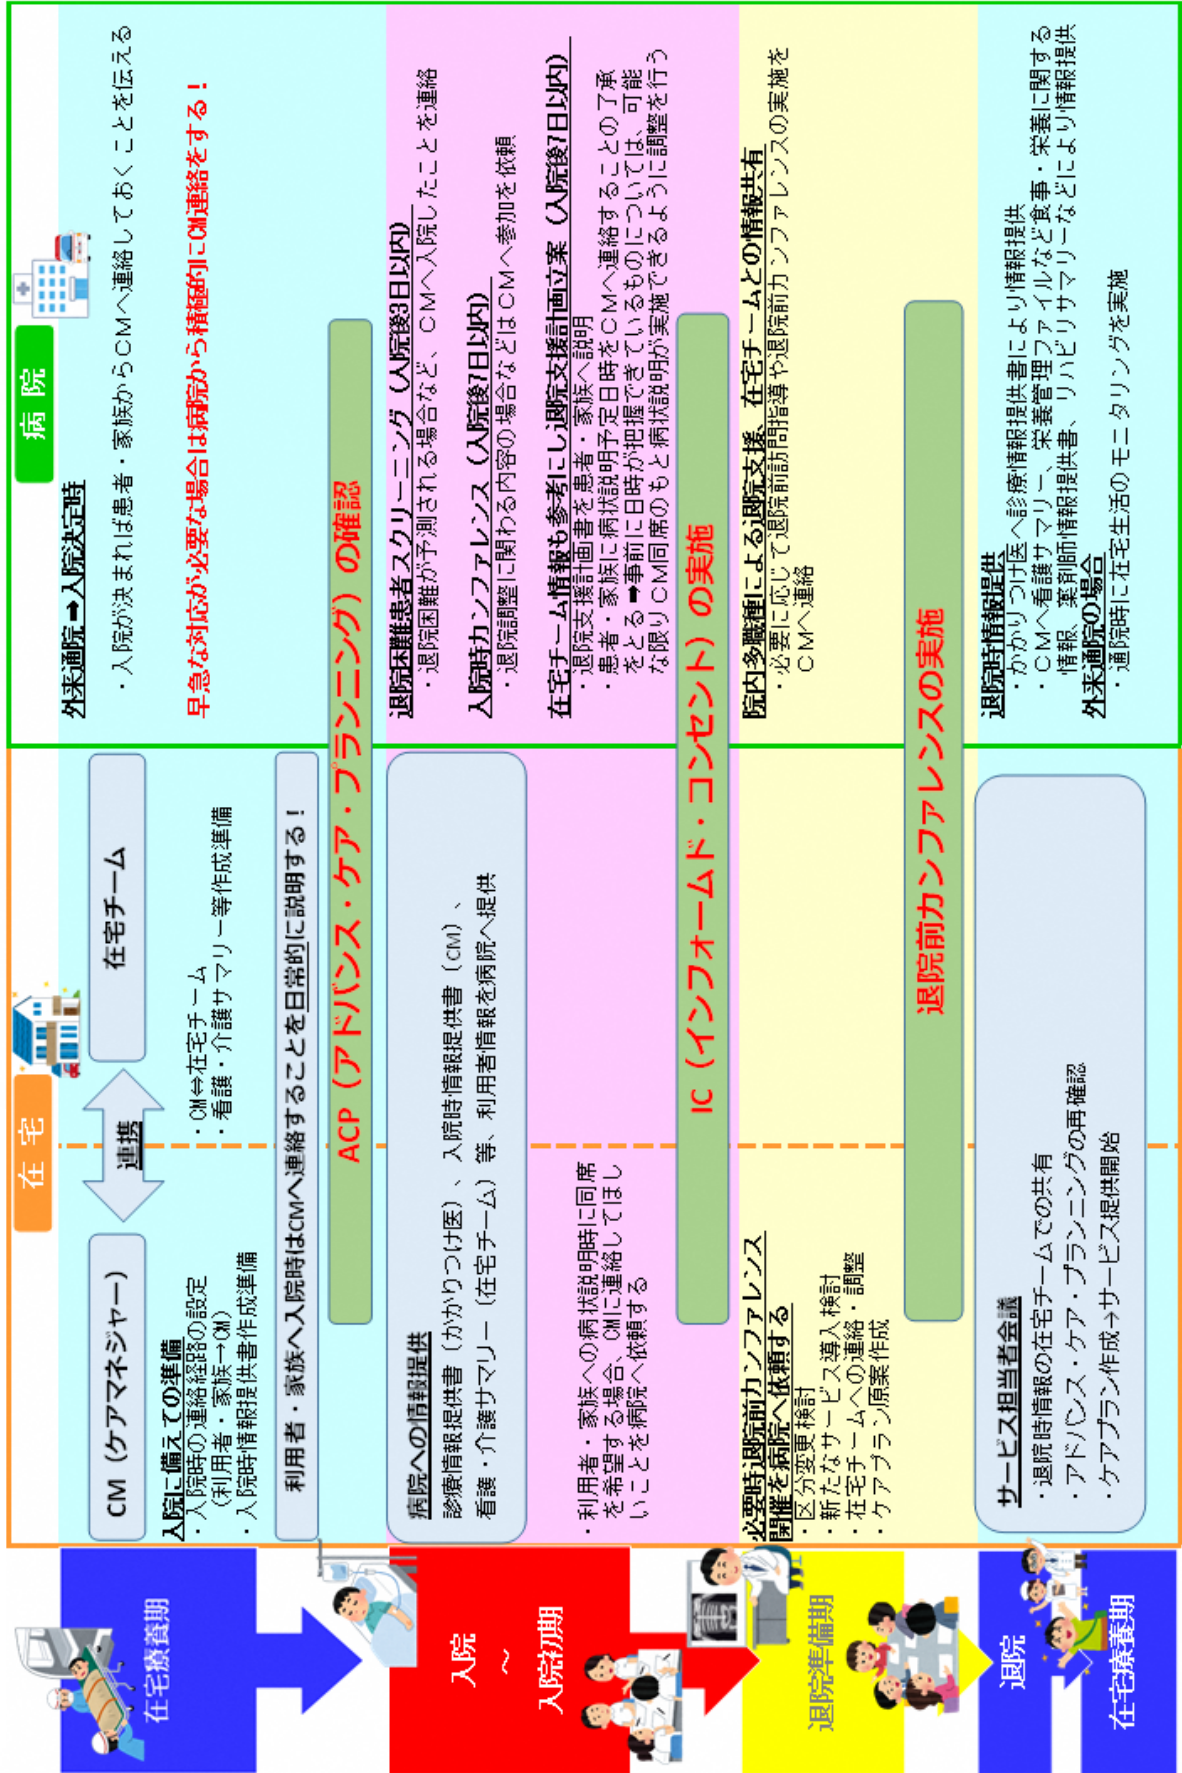 在 宅
病 院
在宅療養期
CM（ケアマネジャー）
連携
在宅チーム
入院に備えての準備
・入院時の連絡経路の設定
（利用者・家族→CM）
・入院時情報提供書作成準備
・CM⇔在宅チーム
・看護・介護サマリー等作成準備
利用者・家族へ入院時はCMへ連絡することを日常的に説明する！
外来通院➡入院決定時
・入院が決まれば患者・家族からＣＭへ連絡しておくことを伝える
早急な対応が必要な場合は病院から積極的にCM連絡をする！
ACP（アドバンス・ケア・プランニング）の確認
入院
～
入院初期
病院への情報提供
診療情報提供書（かかりつけ医）、入院時情報提供書（CM）、
看護・介護サマリー（在宅チーム）等、利用者情報を病院へ提供
・利用者・家族への病状説明時に同席
を希望する場合、CMに連絡してほし
いことを病院へ依頼する
退院困難患者スクリーニング（入院後3日以内）
・退院困難が予測される場合など、ＣＭへ入院したことを連絡
入院時カンファレンス（入院後7日以内）
・退院調整に関わる内容の場合などはＣＭへ参加を依頼
在宅チーム情報も参考にし退院支援計画立案（入院後7日以内）
・退院支援計画書を患者・家族へ説明
・患者・家族に病状説明予定日時をＣＭへ連絡することの了承
をとる➡事前に日時が把握できているものについては、可能
な限りＣＭ同席のもと病状説明が実施できるように調整を行う
IC（インフォームド・コンセント）の実施
退院準備期
必要時退院前カンファレンス
開催を病院へ依頼する
・区分変更検討
・新たなサービス導入検討
・在宅チームへの連絡・調整
・ケアプラン原案作成
院内多職種による退院支援、在宅チームとの情報共有
・必要に応じて退院前訪問指導や退院前カンファレンスの実施を
ＣＭへ連絡
退院前カンファレンスの実施
退院
在宅療養期
サービス担当者会議
・退院時情報の在宅チームでの共有
・アドバンス・ケア・プランニングの再確認
・ケアプラン作成→サービス提供開始
退院時情報提供
・かかりつけ医へ診療情報提供書により情報提供
・ＣＭへ看護サマリー、栄養管理ファイルなど食事・栄養に関する
情報、薬剤師情報提供書、リハビリサマリーなどにより情報提供
外来通院の場合
・通院時に在宅生活のモニタリングを実施